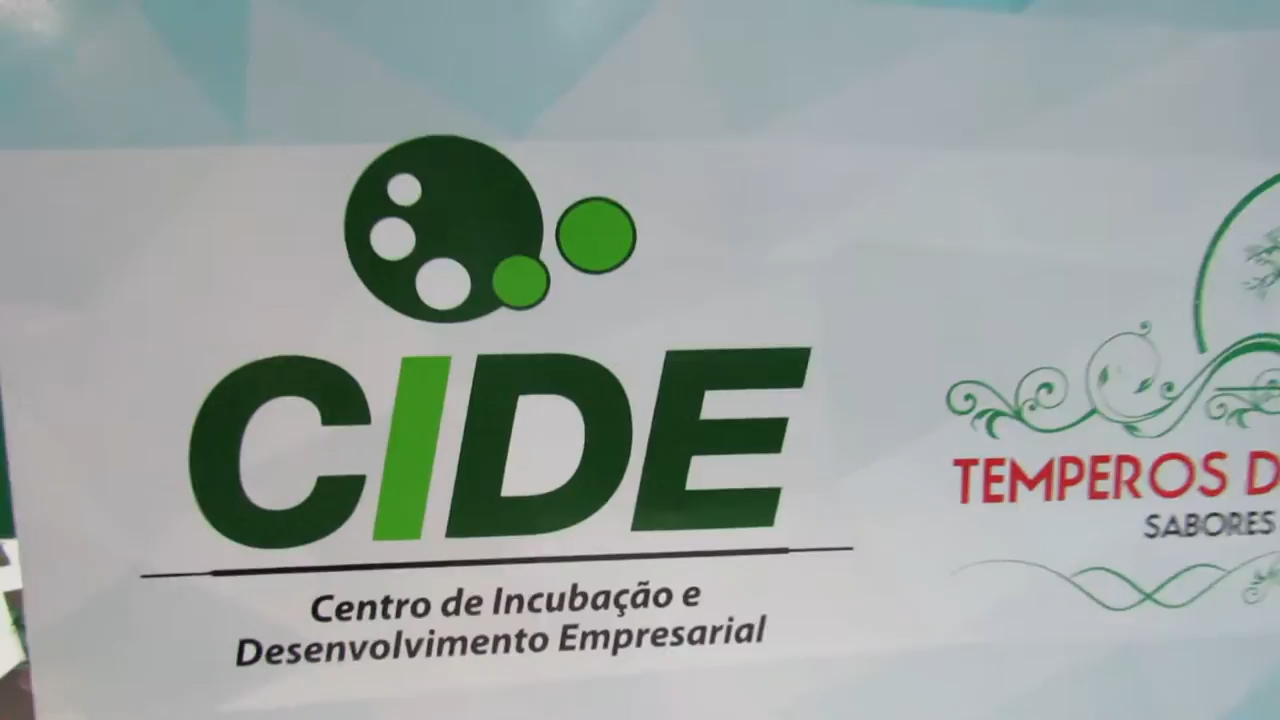 CIDE
Centro de Incubação e
Desenvolvimento Empresarial
TEMPEROS D
SABORES